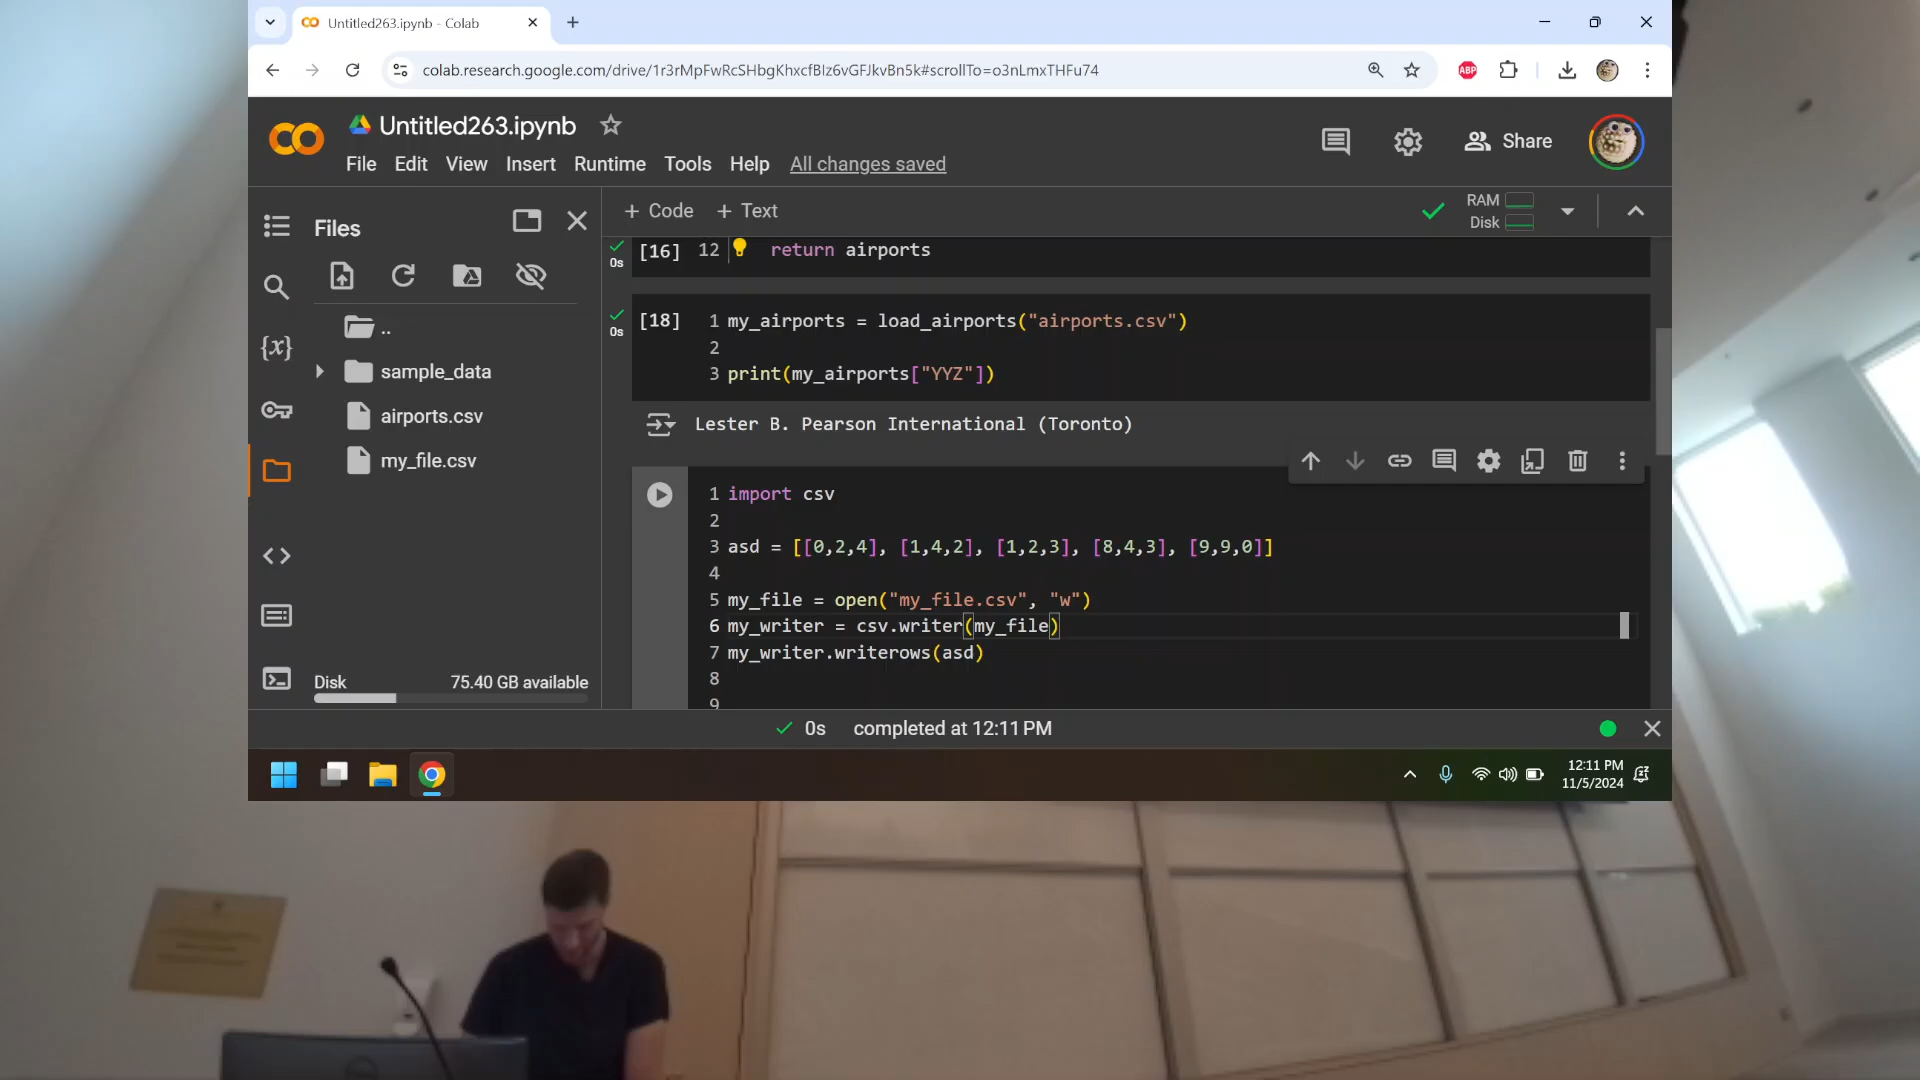 Untitled263.ipynb - Colab
colab.research.google.com/drive/1r3rMpFwRcSHbgKhxcfBIz6vGFJkvBn5k#scrollTo=o3nLmxTHFu74
ABP
Untitled263.ipynb
File Edit View Insert Runtime Tools Help All changes saved
Share
Files
+ Code + Text
RAM
Disk
..
sample_data
airports.csv
my_file.csv
Disk 75.40 GB available
0s [16] 12 return airports
0s [18] 1 my_airports = load_airports("airports.csv")
2
3 print(my_airports["YYZ"])
Lester B. Pearson International (Toronto)
1 import csv
2
3 asd = [[0,2,4], [1,4,2], [1,2,3], [8,4,3], [9,9,0]]
4
5 my_file = open("my_file.csv", "w")
6 my_writer = csv.writer(my_file)
7 my_writer.writerows(asd)
8
9
0s completed at 12:11 PM
12:11 PM
11/5/2024